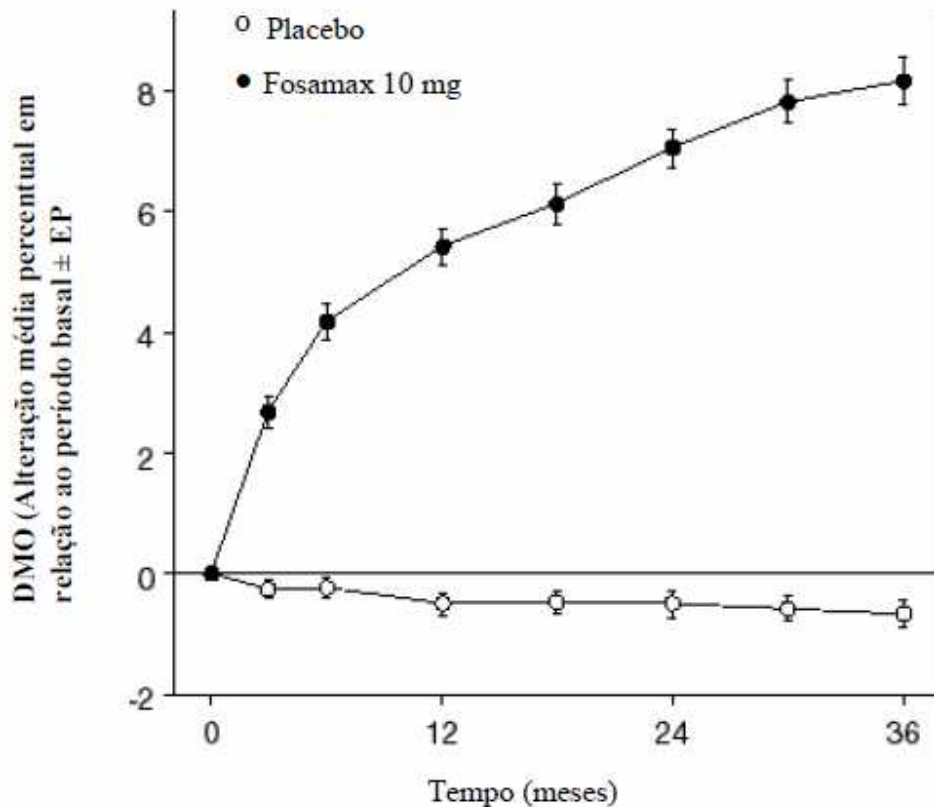 Placebo
Fosamax 10 mg
DMO (Alteração média percentual em
relação ao período basal ± EP
8
6
4
2
0
-2
0
12
24
36
Tempo (meses)